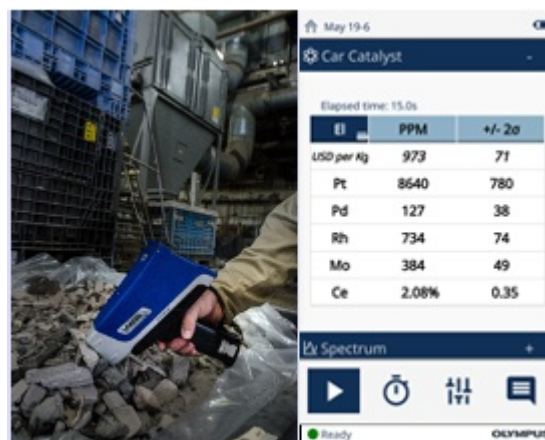 May 19-6
Car Catalyst -
Elapsed time: 15.0s
El PPM +/- 2σ
USD per Kg 973 71
Pt 8640 780
Pd 127 38
Rh 734 74
Mo 384 49
Ce 2.08% 0.35
Spectrum +
Ready OLYMPUS